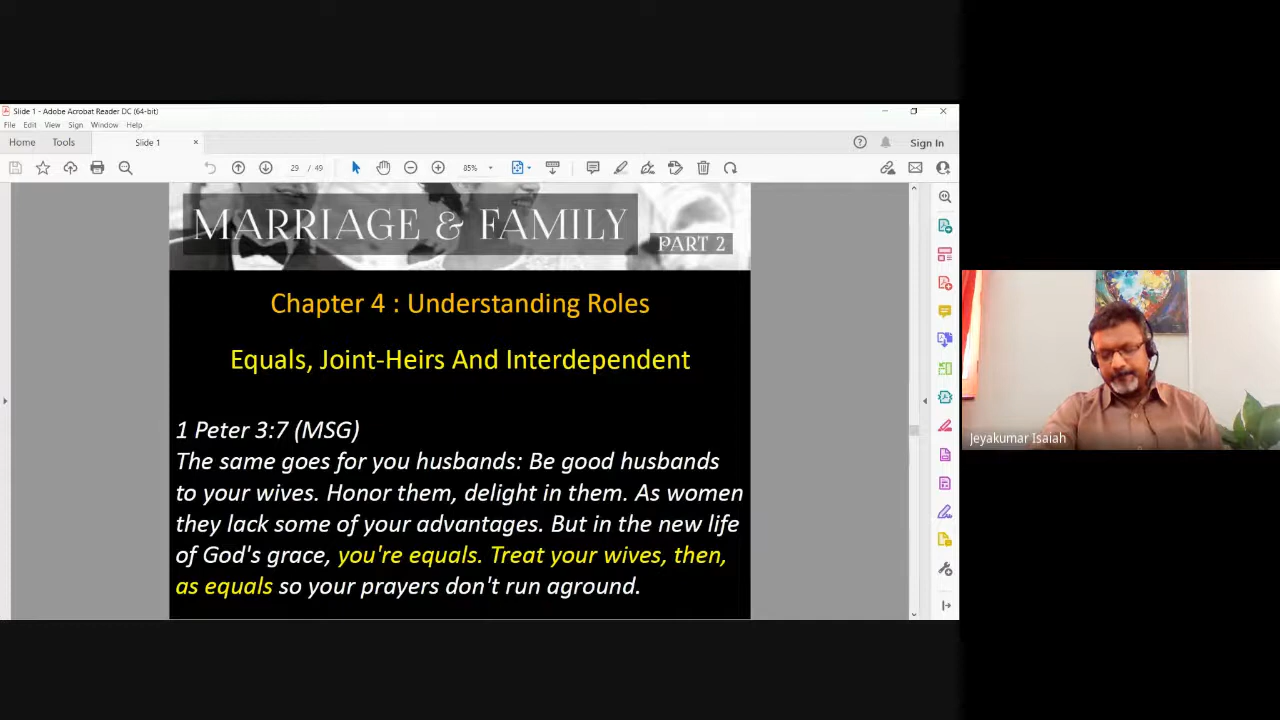 Slide 1 - Adobe Acrobat Reader DC (64-bit)
File Edit View Sign Window Help
Home Tools Slide 1 Sign In
29 / 49 85%
MARRIAGE & FAMILY
PART 2
Chapter 4 : Understanding Roles
Equals, Joint-Heirs And Interdependent
1 Peter 3:7 (MSG)
The same goes for you husbands: Be good husbands
to your wives. Honor them, delight in them. As women
they lack some of your advantages. But in the new life
of God's grace, you're equals. Treat your wives, then,
as equals so your prayers don't run aground.
Jeyakumar Isaiah